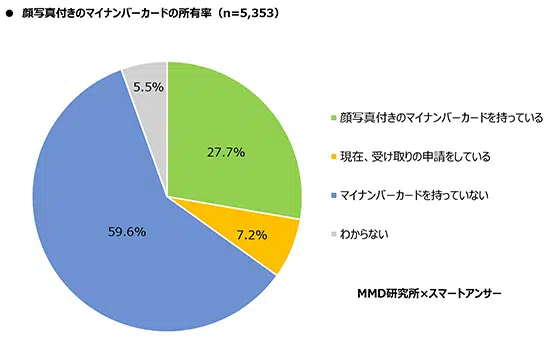 ● 顔写真付きのマイナンバーカードの所有率（n=5,353）
5.5%
27.7%
7.2%
59.6%
顔写真付きのマイナンバーカードを持っている
現在、受け取りの申請をしている
マイナンバーカードを持っていない
わからない
MMD研究所×スマートアンサー